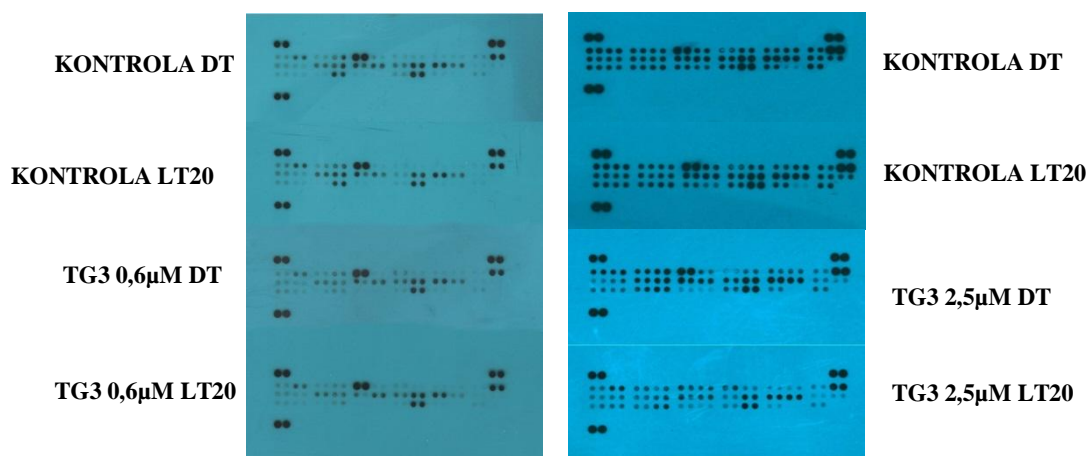 KONTROLA DT
KONTROLA LT20
TG3 0,6µM DT
TG3 0,6µM LT20
KONTROLA DT
KONTROLA LT20
TG3 2,5µM DT
TG3 2,5µM LT20